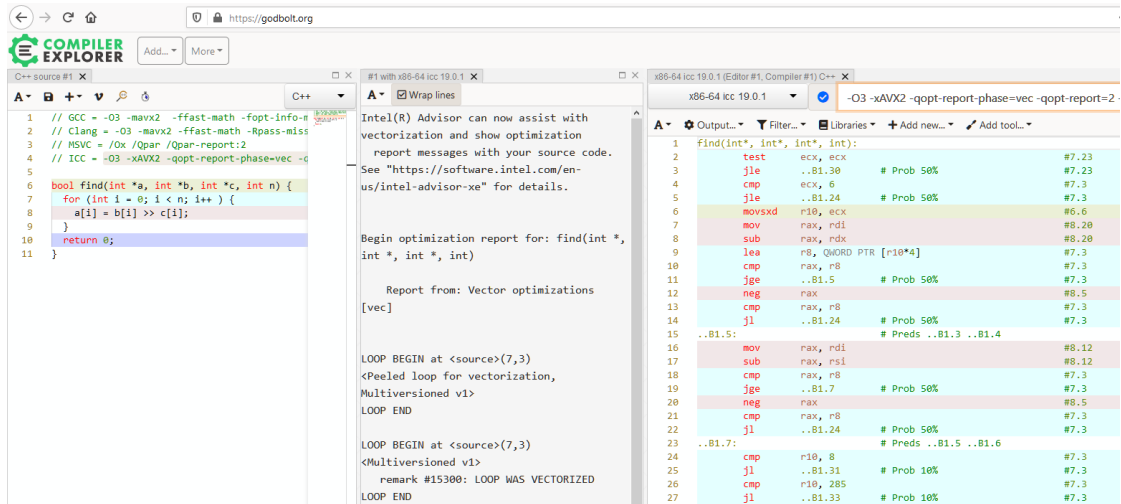 https://godbolt.org
COMPILER
EXPLORER
Add...
More
C++ source #1 X
A
C++
1 // GCC = -O3 -mavx2 -ffast-math -fopt-info-m
2 // Clang = -O3 -mavx2 -ffast-math -Rpass-miss
3 // MSVC = /Ox /Qpar /Qpar-report:2
4 // ICC = -O3 -xAVX2 -qopt-report-phase=vec -q
5
6 bool find(int *a, int *b, int *c, int n) {
7 for (int i = 0; i < n; i++ ) {
8 a[i] = b[i] >> c[i];
9 }
10 return 0;
11 }
#1 with x86-64 icc 19.0.1 X
A Wrap lines
Intel(R) Advisor can now assist with
vectorization and show optimization
report messages with your source code.
See "https://software.intel.com/en-
us/intel-advisor-xe" for details.
Begin optimization report for: find(int *,
int *, int *, int)
Report from: Vector optimizations
[vec]
LOOP BEGIN at <source>(7,3)
<Peeled loop for vectorization,
Multiversioned v1>
LOOP END
LOOP BEGIN at <source>(7,3)
<Multiversioned v1>
remark #15300: LOOP WAS VECTORIZED
LOOP END
x86-64 icc 19.0.1 (Editor #1, Compiler #1) C++ X
x86-64 icc 19.0.1
-O3 -xAVX2 -qopt-report-phase=vec -qopt-report=2 -
A Output... Filter... Libraries + Add new... Add tool...
1 find(int*, int*, int*, int):
2 test ecx, ecx #7.23
3 jle ..B1.30 # Prob 50% #7.23
4 cmp ecx, 6 #7.3
5 jle ..B1.24 # Prob 50% #7.3
6 movsxd r10, ecx #6.6
7 mov rax, rdi #8.20
8 sub rax, rdx #8.20
9 lea r8, QWORD PTR [r10*4] #7.3
10 cmp rax, r8 #7.3
11 jge ..B1.5 # Prob 50% #7.3
12 neg rax #8.5
13 cmp rax, r8 #7.3
14 jl ..B1.24 # Prob 50% #7.3
15 ..B1.5: # Preds ..B1.3 ..B1.4
16 mov rax, rdi #8.12
17 sub rax, rsi #8.12
18 cmp rax, r8 #7.3
19 jge ..B1.7 # Prob 50% #7.3
20 neg rax #8.5
21 cmp rax, r8 #7.3
22 jl ..B1.24 # Prob 50% #7.3
23 ..B1.7: # Preds ..B1.5 ..B1.6
24 cmp r10, 8 #7.3
25 jl ..B1.31 # Prob 10% #7.3
26 cmp r10, 285 #7.3
27 jl ..B1.33 # Prob 10% #7.3